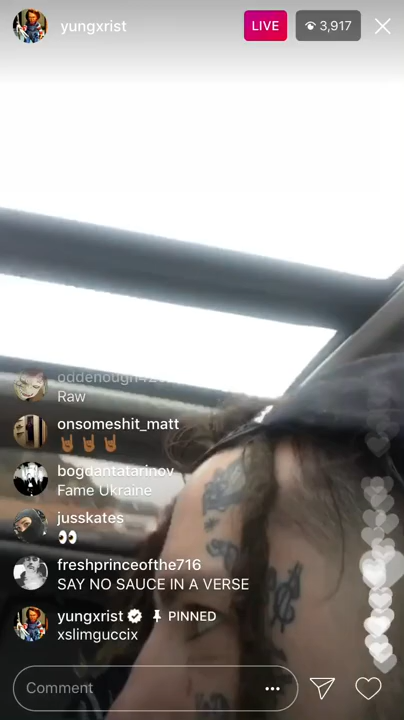 yungxrist
LIVE
3,917
oddenough420
Raw
onsomeshit_matt
🤘🏾🤘🏾🤘🏾
bogdantatarinov
Fame Ukraine
jusskates
👀
freshprinceofthe716
SAY NO SAUCE IN A VERSE
yungxrist PINNED
xslimguccix
Comment